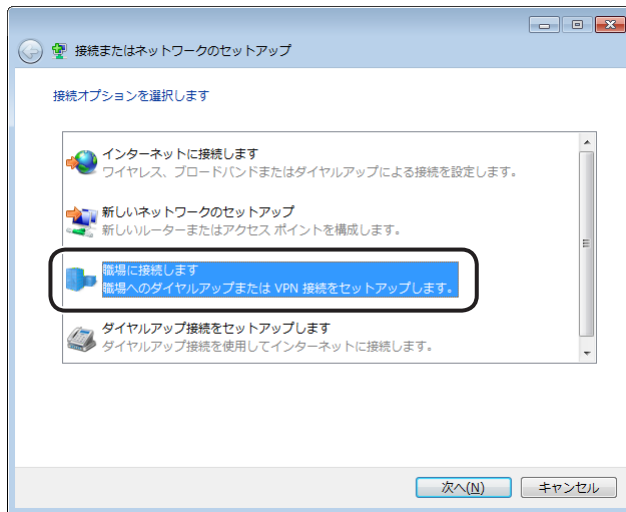 接続またはネットワークのセットアップ
接続オプションを選択します
インターネットに接続します
ワイヤレス、ブロードバンドまたはダイヤルアップによる接続を設定します。
新しいネットワークのセットアップ
新しいルーターまたはアクセス ポイントを構成します。
職場に接続します
職場へのダイヤルアップまたは VPN 接続をセットアップします。
ダイヤルアップ接続をセットアップします
ダイヤルアップ接続を使用してインターネットに接続します。
次へ(N) キャンセル